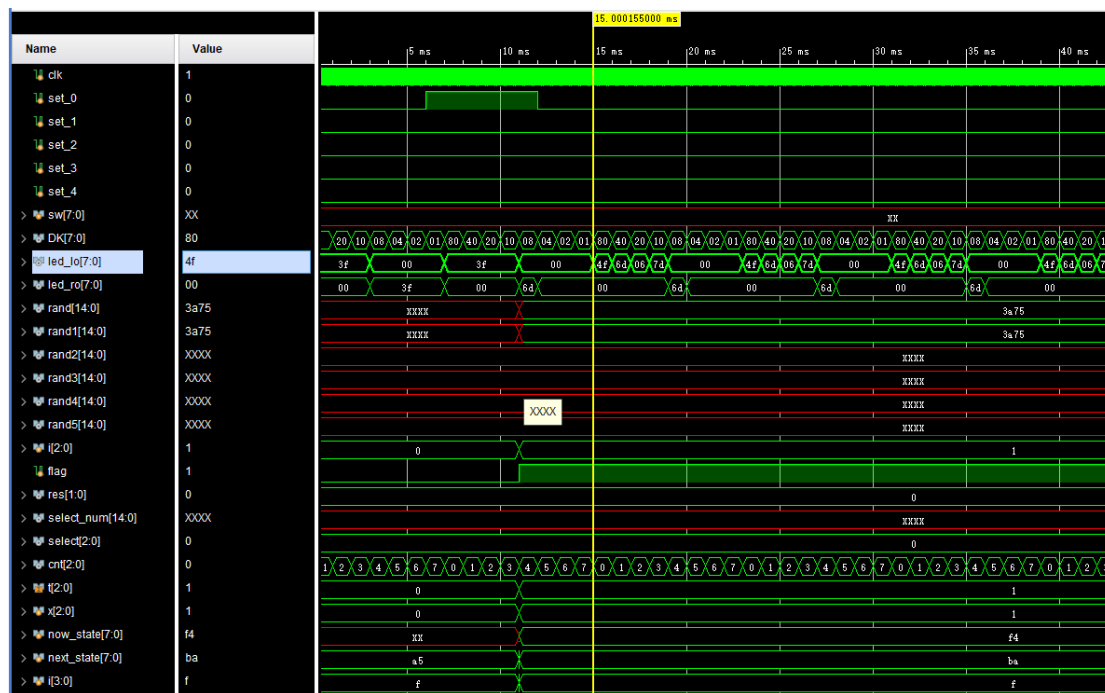 15.000155000 ms
Name Value 5 ms 10 ms 15 ms 20 ms 25 ms 30 ms 35 ms 40 ms
clk 1
set_0 0
set_1 0
set_2 0
set_3 0
set_4 0
sw[7:0] XX XX
DK[7:0] 80 20 10 08 04 02 01 80 40 20 10 08 04 02 01 80 40 20 10 08 04 02 01 80 40 20 10 08 04 02 01 80 40 20 10 08 04 02 01 80 40 20 1
led_lo[7:0] 4f 3f 00 3f 00 4f 6d 06 7d 00 4f 6d 06 7d 00 4f 6d 06 7d 00 4f 6d 06 7
led_ro[7:0] 00 00 3f 00 6d 00 6d 00 6d 00 6d 00
rand[14:0] 3a75 XXXX 3a75
rand1[14:0] 3a75 XXXX 3a75
rand2[14:0] XXXX XXXX
rand3[14:0] XXXX XXXX
rand4[14:0] XXXX XXXX XXXX
rand5[14:0] XXXX XXXX
i[2:0] 1 0 1
flag 1
res[1:0] 0 0
select_num[14:0] XXXX XXXX
select[2:0] 0 0
cnt[2:0] 0 1 2 3 4 5 6 7 0 1 2 3 4 5 6 7 0 1 2 3 4 5 6 7 0 1 2 3 4 5 6 7 0 1 2 3 4 5 6 7 0 1 2
t[2:0] 1 0 1
x[2:0] 1 0 1
now_state[7:0] f4 XX f4
next_state[7:0] ba a5 ba
i[3:0] f f f